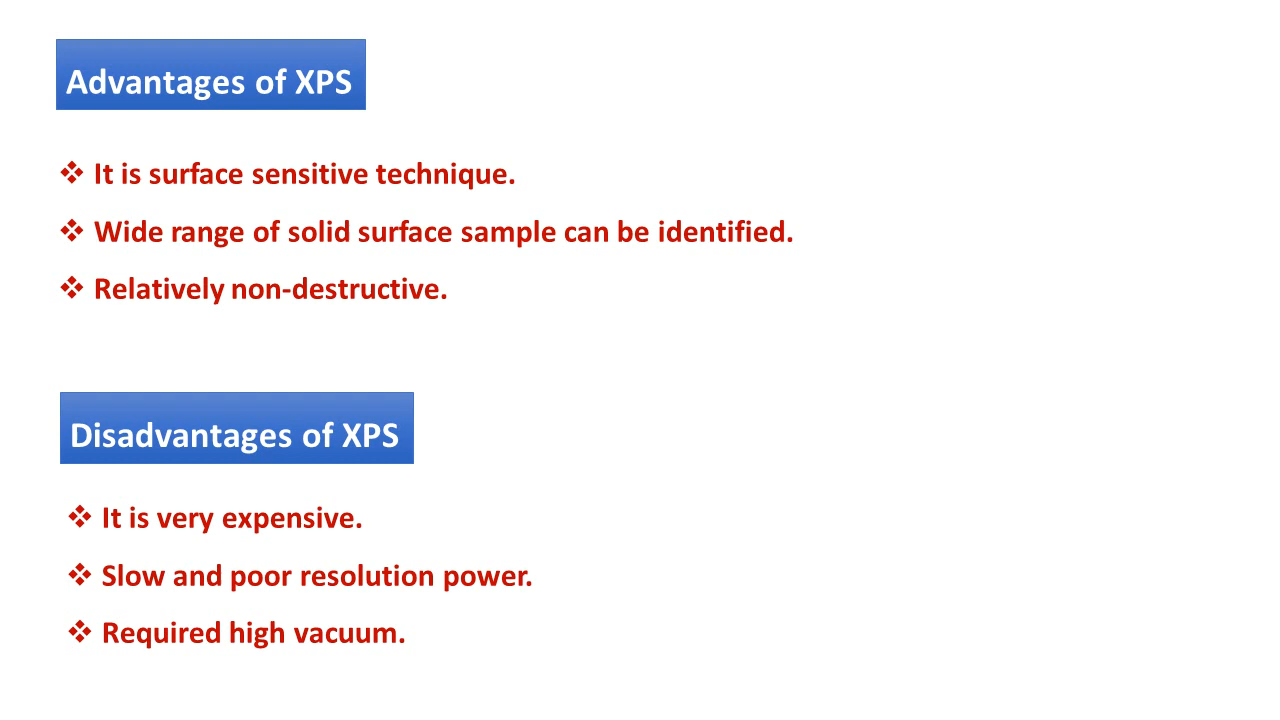 Advantages of XPS
❖ It is surface sensitive technique.
❖ Wide range of solid surface sample can be identified.
❖ Relatively non-destructive.
Disadvantages of XPS
❖ It is very expensive.
❖ Slow and poor resolution power.
❖ Required high vacuum.